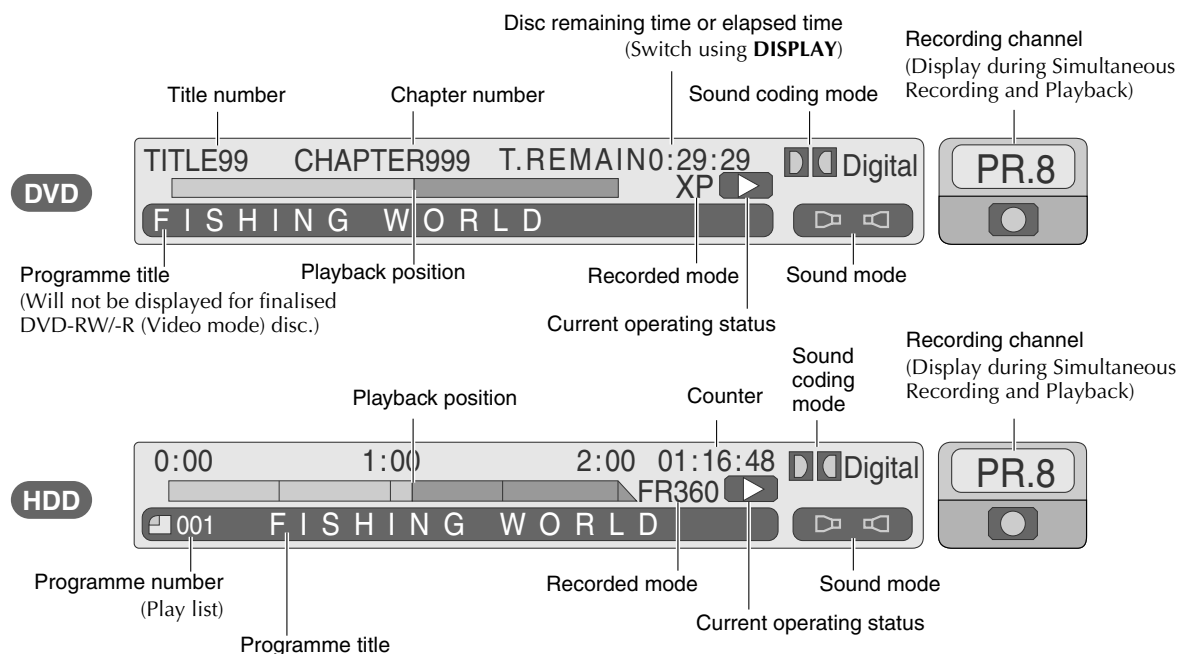 Disc remaining time or elapsed time
(Switch using DISPLAY)
Recording channel
(Display during Simultaneous
Recording and Playback)
Title number
Chapter number
Sound coding mode
DVD
TITLE99 CHAPTER999 T.REMAIN0:29:29
XP
Digital
PR.8
FISHING WORLD
Programme title
(Will not be displayed for finalised
DVD-RW/-R (Video mode) disc.)
Playback position
Recorded mode
Sound mode
Current operating status
Recording channel
(Display during Simultaneous
Recording and Playback)
Playback position
Counter
Sound
coding
mode
HDD
0:00 1:00 2:00 01:16:48
FR360
Digital
PR.8
001 FISHING WORLD
Programme number
(Play list)
Programme title
Recorded mode
Sound mode
Current operating status